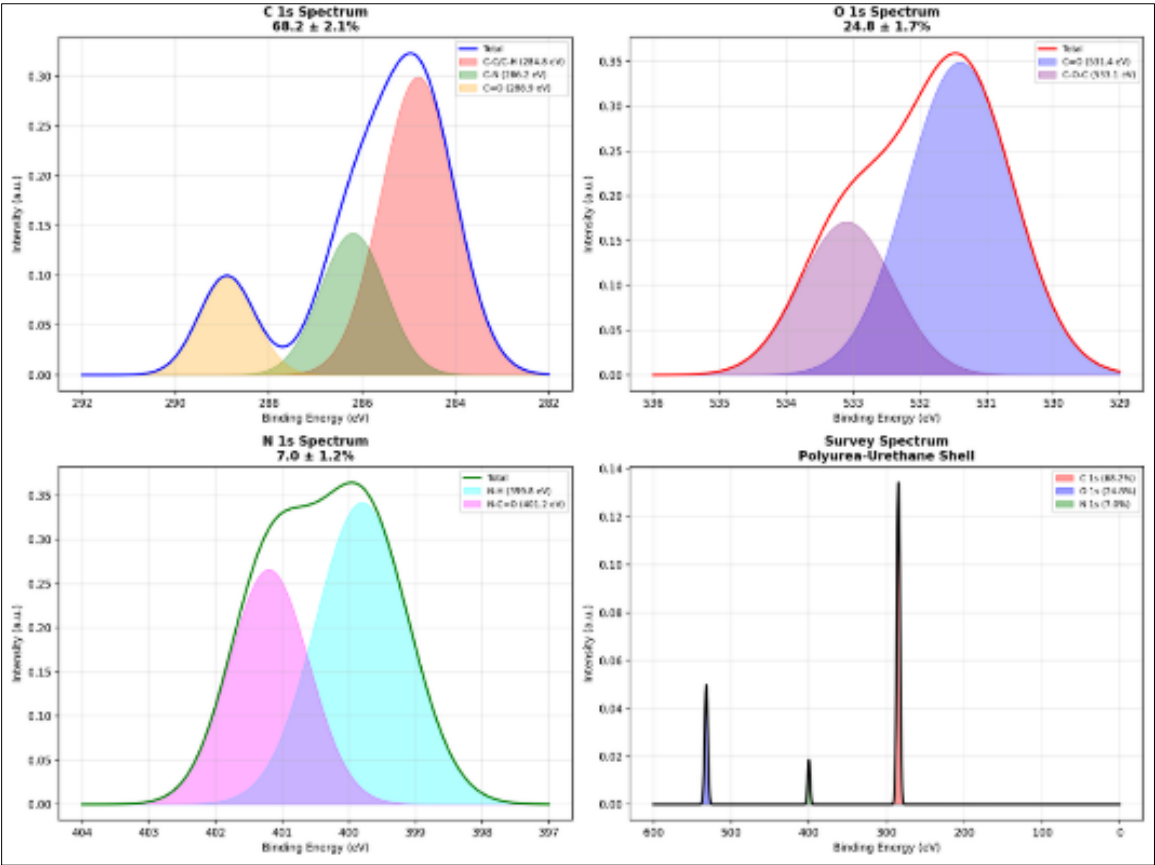 C 1s Spectrum
68.2 ± 2.1%
Total
C-C/C-H (284.8 eV)
C-N (286.2 eV)
C=O (288.9 eV)
0.30
0.25
0.20
0.15
0.10
0.05
0.00
Intensity (a.u.)
292
290
288
286
284
282
Binding Energy (eV)
O 1s Spectrum
24.8 ± 1.7%
Total
C=O (531.4 eV)
C-O-C (533.1 eV)
0.35
0.30
0.25
0.20
0.15
0.10
0.05
0.00
Intensity (a.u.)
536
535
534
533
532
531
530
529
Binding Energy (eV)
N 1s Spectrum
7.0 ± 1.2%
Total
N-H (399.8 eV)
N-C=O (401.2 eV)
0.35
0.30
0.25
0.20
0.15
0.10
0.05
0.00
Intensity (a.u.)
404
403
402
401
400
399
398
397
Binding Energy (eV)
Survey Spectrum
Polyurea-Urethane Shell
C 1s (68.2%)
O 1s (24.8%)
N 1s (7.0%)
0.14
0.12
0.10
0.08
0.06
0.04
0.02
0.00
Intensity (a.u.)
600
500
400
300
200
100
0
Binding Energy (eV)